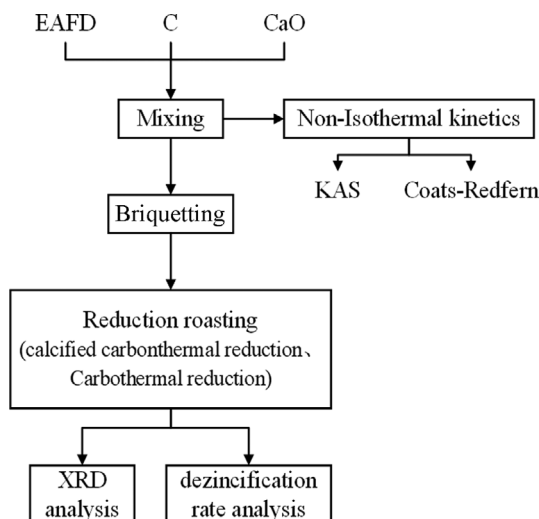 EAFD C CaO
Mixing
Non-Isothermal kinetics
KAS Coats-Redfern
Briquetting
Reduction roasting
(calcified carbonthermal reduction、
Carbothermal reduction)
XRD
analysis
dezincification
rate analysis